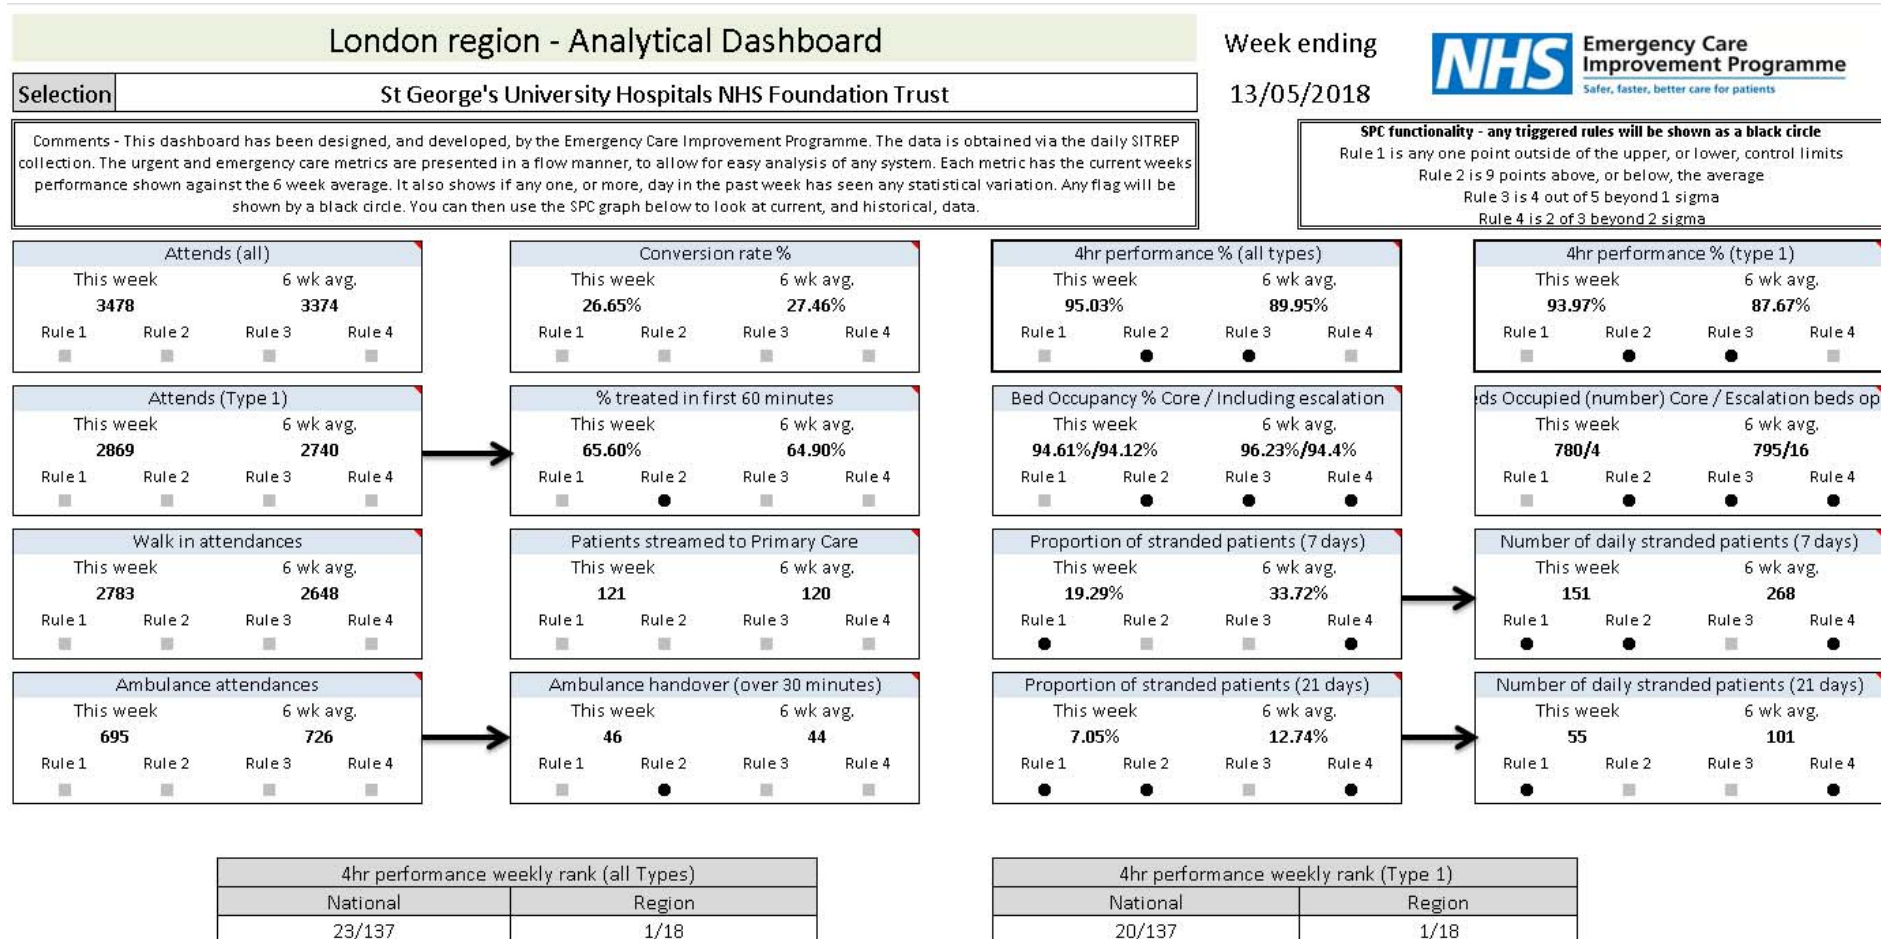 London region - Analytical Dashboard
Week ending
13/05/2018
NHS
Emergency Care
Improvement Programme
Safer, faster, better care for patients
Selection
St George's University Hospitals NHS Foundation Trust
Comments - This dashboard has been designed, and developed, by the Emergency Care Improvement Programme. The data is obtained via the daily SITREP
collection. The urgent and emergency care metrics are presented in a flow manner, to allow for easy analysis of any system. Each metric has the current weeks
performance shown against the 6 week average. It also shows if any one, or more, day in the past week has seen any statistical variation. Any flag will be
shown by a black circle. You can then use the SPC graph below to look at current, and historical, data.
SPC functionality - any triggered rules will be shown as a black circle
Rule 1 is any one point outside of the upper, or lower, control limits
Rule 2 is 9 points above, or below, the average
Rule 3 is 4 out of 5 beyond 1 sigma
Rule 4 is 2 of 3 beyond 2 sigma
Attends (all)
This week 6 wk avg.
3478 3374
Rule 1 Rule 2 Rule 3 Rule 4
Conversion rate %
This week 6 wk avg.
26.65% 27.46%
Rule 1 Rule 2 Rule 3 Rule 4
4hr performance % (all types)
This week 6 wk avg.
95.03% 89.95%
Rule 1 Rule 2 Rule 3 Rule 4
4hr performance % (type 1)
This week 6 wk avg.
93.97% 87.67%
Rule 1 Rule 2 Rule 3 Rule 4
Attends (Type 1)
This week 6 wk avg.
2869 2740
Rule 1 Rule 2 Rule 3 Rule 4
% treated in first 60 minutes
This week 6 wk avg.
65.60% 64.90%
Rule 1 Rule 2 Rule 3 Rule 4
Bed Occupancy % Core / Including escalation
This week 6 wk avg.
94.61%/94.12% 96.23%/94.4%
Rule 1 Rule 2 Rule 3 Rule 4
eds Occupied (number) Core / Escalation beds op
This week 6 wk avg.
780/4 795/16
Rule 1 Rule 2 Rule 3 Rule 4
Walk in attendances
This week 6 wk avg.
2783 2648
Rule 1 Rule 2 Rule 3 Rule 4
Patients streamed to Primary Care
This week 6 wk avg.
121 120
Rule 1 Rule 2 Rule 3 Rule 4
Proportion of stranded patients (7 days)
This week 6 wk avg.
19.29% 33.72%
Rule 1 Rule 2 Rule 3 Rule 4
Number of daily stranded patients (7 days)
This week 6 wk avg.
151 268
Rule 1 Rule 2 Rule 3 Rule 4
Ambulance attendances
This week 6 wk avg.
695 726
Rule 1 Rule 2 Rule 3 Rule 4
Ambulance handover (over 30 minutes)
This week 6 wk avg.
46 44
Rule 1 Rule 2 Rule 3 Rule 4
Proportion of stranded patients (21 days)
This week 6 wk avg.
7.05% 12.74%
Rule 1 Rule 2 Rule 3 Rule 4
Number of daily stranded patients (21 days)
This week 6 wk avg.
55 101
Rule 1 Rule 2 Rule 3 Rule 4
4hr performance weekly rank (all Types)
National Region
23/137 1/18
4hr performance weekly rank (Type 1)
National Region
20/137 1/18